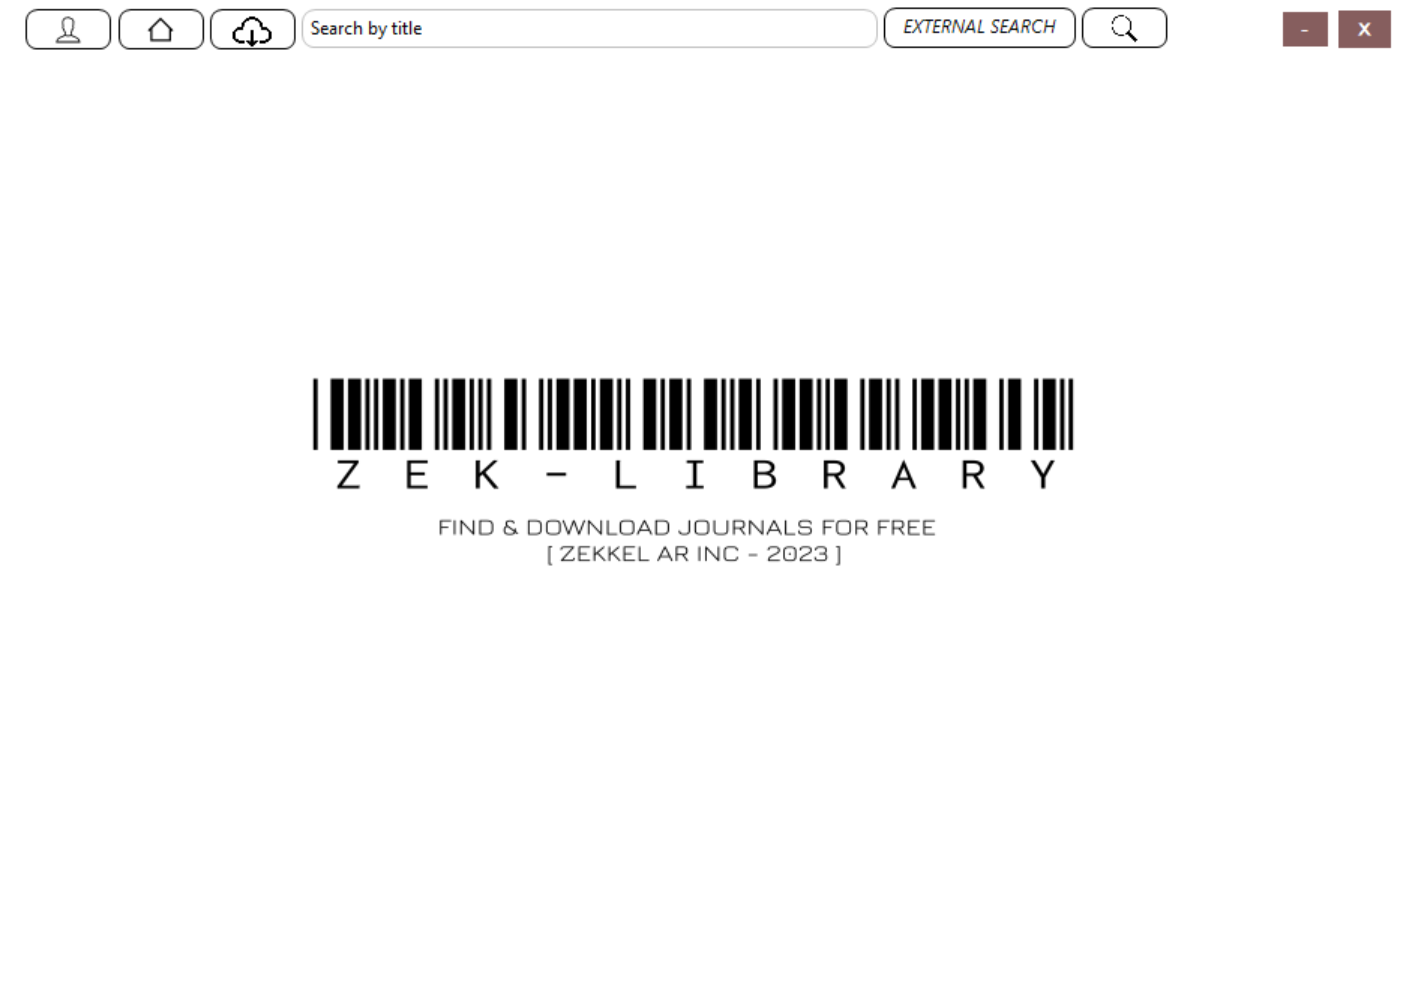 Search by title
EXTERNAL SEARCH
-
X
ZEK-LIBRARY
FIND & DOWNLOAD JOURNALS FOR FREE
[ ZEKKEL AR INC - 2023 ]